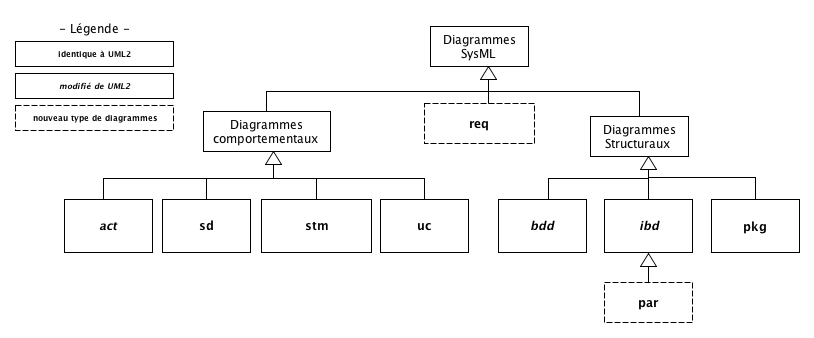 - Légende -
identique à UML2
modifié de UML2
nouveau type de diagrammes
Diagrammes
SysML
Diagrammes
comportementaux
req
Diagrammes
Structuraux
act
sd
stm
uc
bdd
ibd
pkg
par